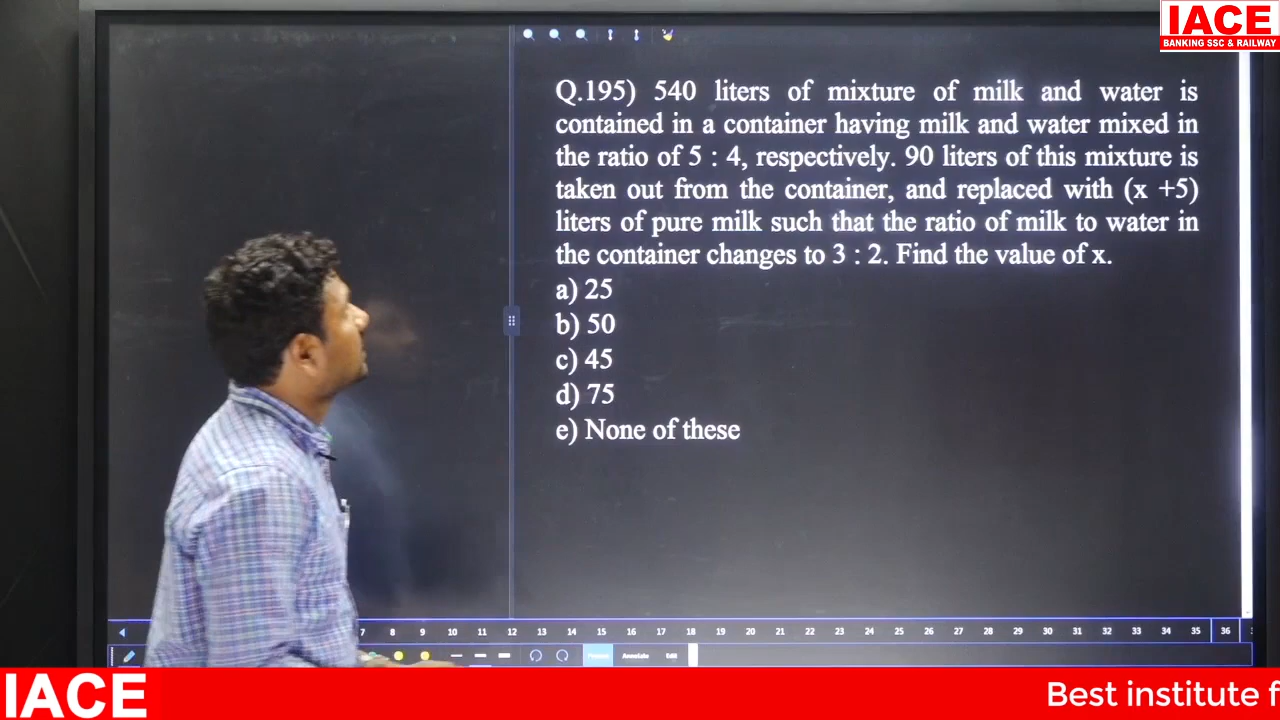 IACE
BANKING SSC & RAILWAY
Q.195) 540 liters of mixture of milk and water is
contained in a container having milk and water mixed in
the ratio of 5 : 4, respectively. 90 liters of this mixture is
taken out from the container, and replaced with (x +5)
liters of pure milk such that the ratio of milk to water in
the container changes to 3 : 2. Find the value of x.
a) 25
b) 50
c) 45
d) 75
e) None of these
7 8 9 10 11 12 13 14 15 16 17 18 19 20 21 22 23 24 25 26 27 28 29 30 31 32 33 34 35 36
Annotate Edit
IACE
Best institute f